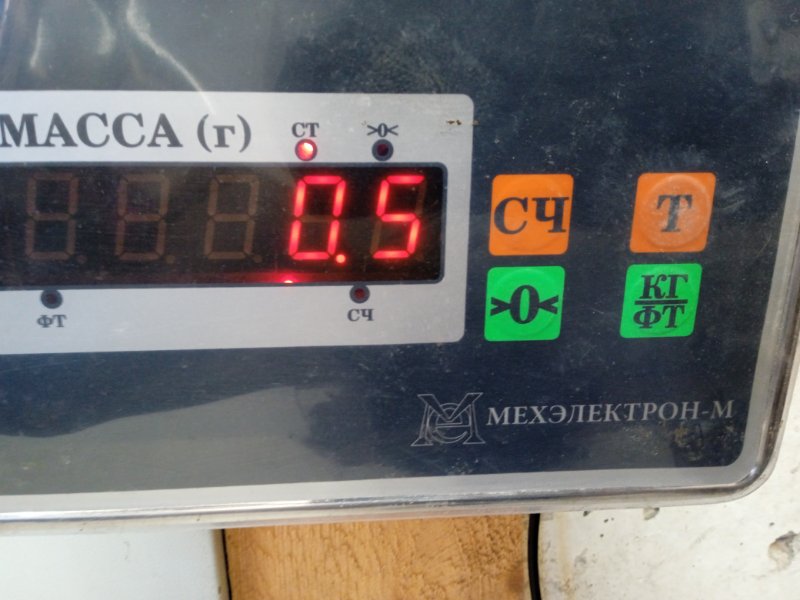 МАССА (г)
СТ
>0<
0.5
ФТ
СЧ
СЧ
Т
>0<
КГ
ФТ
МЕХЭЛЕКТРОН-М